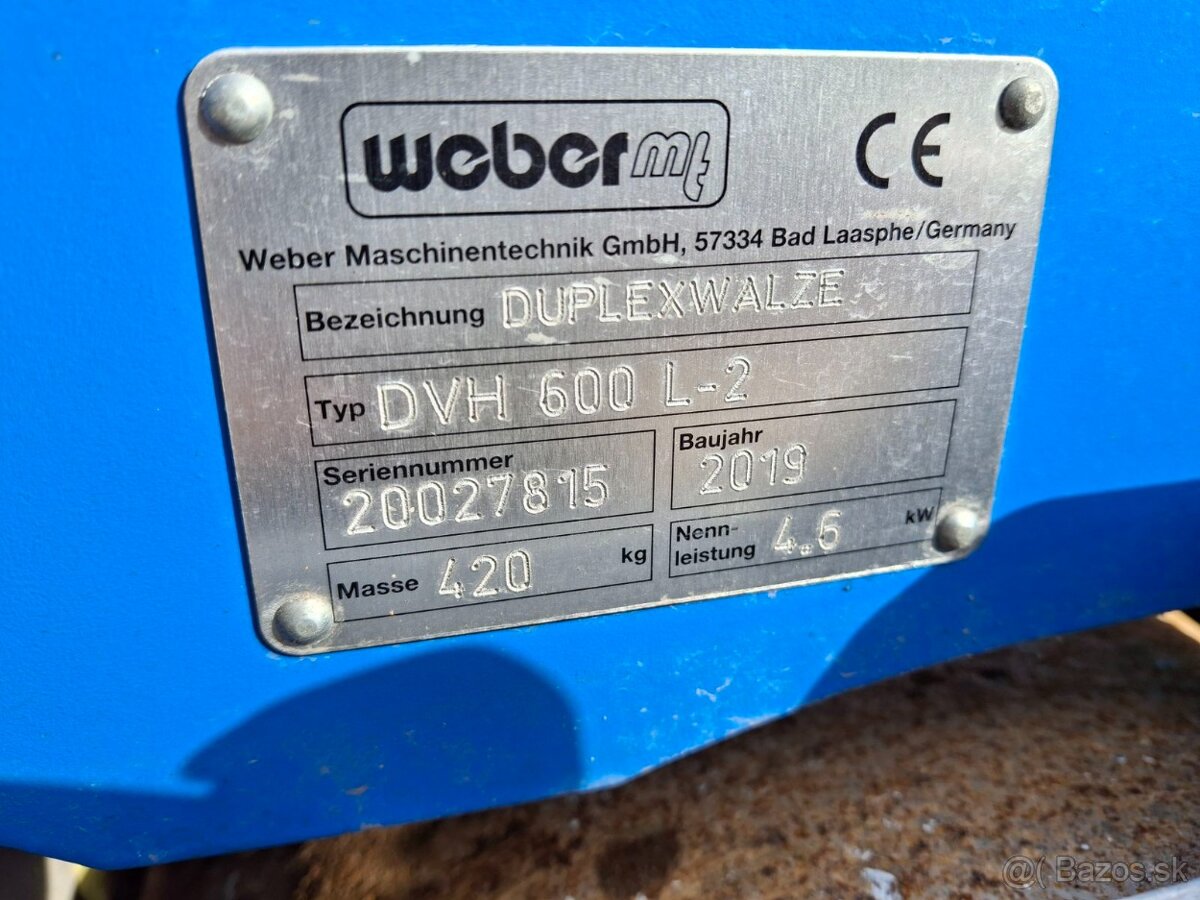 weber mt
CE
Weber Maschinentechnik GmbH, 57334 Bad Laasphe/Germany
Bezeichnung DUPLEXWALZE
Typ DVH 600 L-2
Seriennummer 20027815
Baujahr 2019
Masse 420 kg
Nenn-
leistung 4.6 kW
@( Bazos.sk